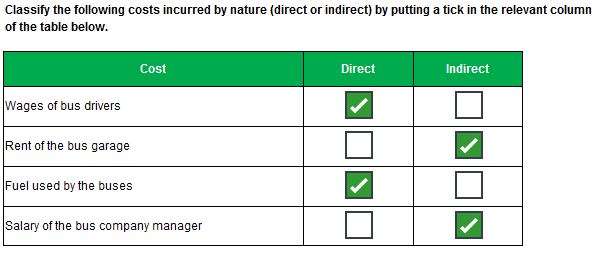 Classify the following costs incurred by nature (direct or indirect) by putting a tick in the relevant column
of the table below.
Cost Direct Indirect
Wages of bus drivers
Rent of the bus garage
Fuel used by the buses
Salary of the bus company manager